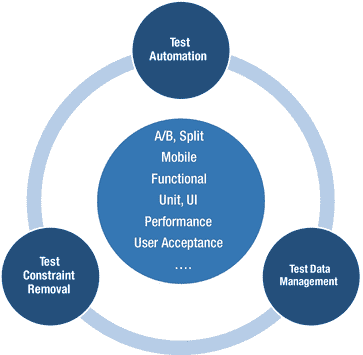 Test
Automation
A/B, Split
Mobile
Functional
Unit, UI
Performance
User Acceptance
....
Test
Constraint
Removal
Test Data
Management